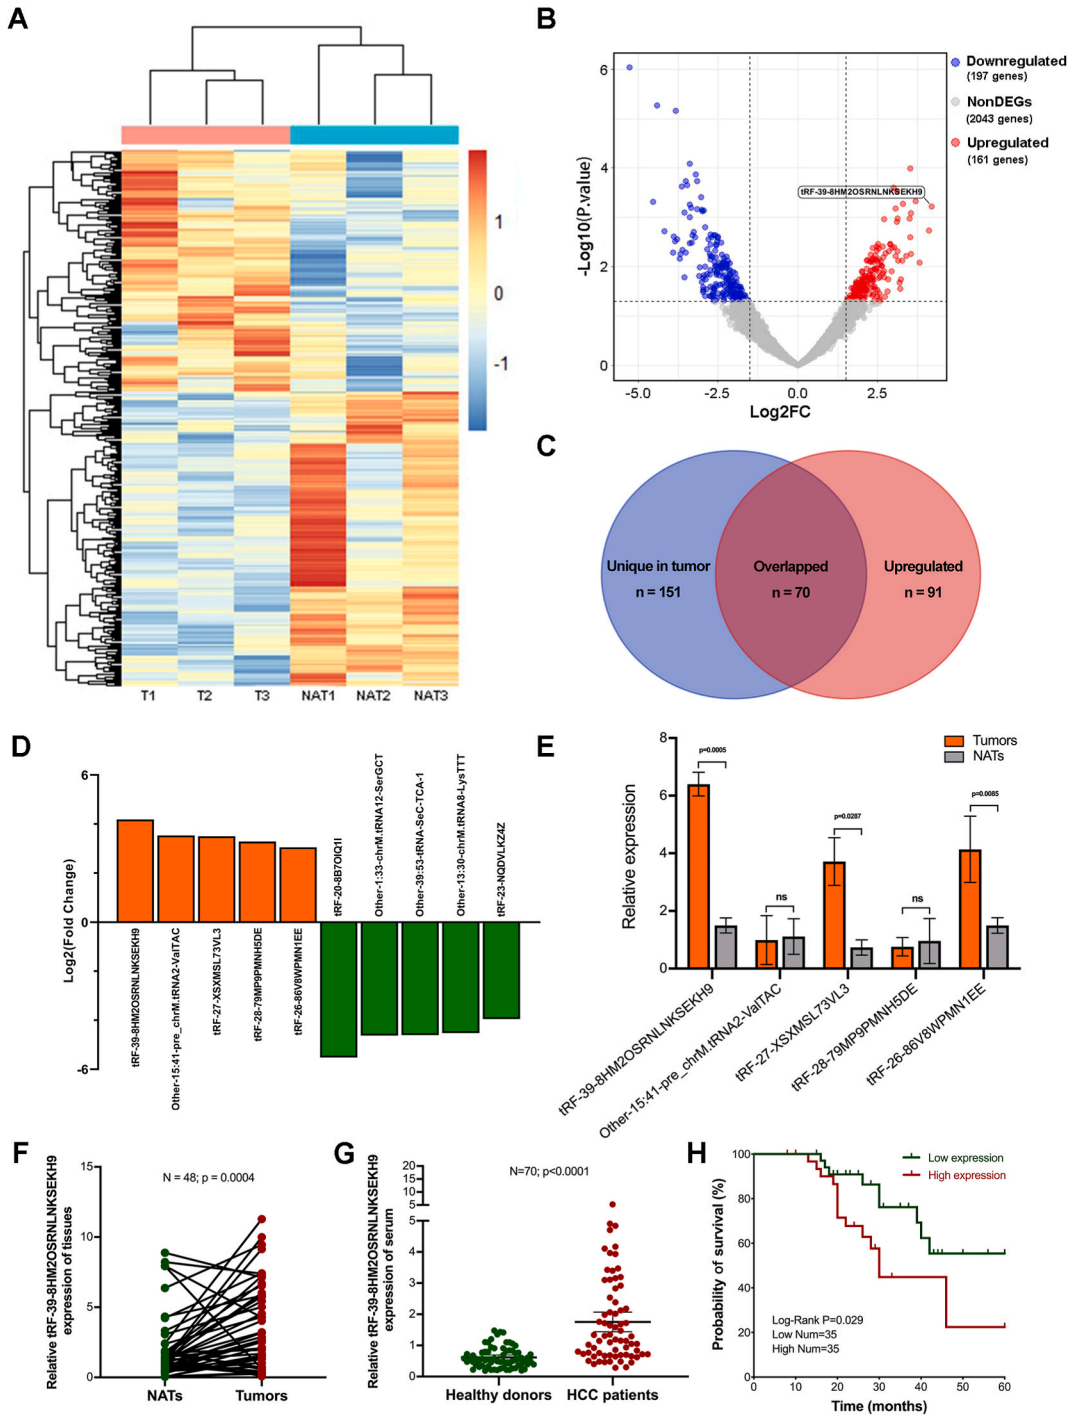 A
1
0
-1
T1 T2 T3 NAT1 NAT2 NAT3
B
Downregulated
(197 genes)
NonDEGs
(2043 genes)
Upregulated
(161 genes)
tRF-39-8HM2OSRNLNKSEKH9
-Log10(P.value)
6
4
2
0
-5.0 -2.5 0.0 2.5
Log2FC
C
Unique in tumor
n = 151
Overlapped
n = 70
Upregulated
n = 91
D
Log2(Fold Change)
6
0
-6
tRF-39-8HM2OSRNLNKSEKH9
Other-15:41-pre_chrM.tRNA2-ValTAC
tRF-27-XSXMSL73VL3
tRF-28-79MP9PMNH5DE
tRF-26-86V8WPMN1EE
tRF-20-8B7OIQ1I
Other-1:33-chrM.tRNA12-SerGCT
Other-39:53-tRNA-SeC-TCA-1
Other-13:30-chrM.tRNA8-LysTTT
tRF-23-NQDVLKZ4Z
E
Tumors
NATs
Relative expression
8
6
4
2
0
p=0.0005
ns
p=0.0287
ns
p=0.0085
tRF-39-8HM2OSRNLNKSEKH9
Other-15:41-pre_chrM.tRNA2-ValTAC
tRF-27-XSXMSL73VL3
tRF-28-79MP9PMNH5DE
tRF-26-86V8WPMN1EE
F
Relative tRF-39-8HM2OSRNLNKSEKH9
expression of tissues
N = 48; p = 0.0004
15
10
5
0
NATs Tumors
G
Relative tRF-39-8HM2OSRNLNKSEKH9
expression of serum
N=70; p<0.0001
20
15
10
5
5
4
3
2
1
0
Healthy donors HCC patients
H
Low expression
High expression
Probability of survival (%)
100
80
60
40
20
0
Log-Rank P=0.029
Low Num=35
High Num=35
0 10 20 30 40 50 60
Time (months)